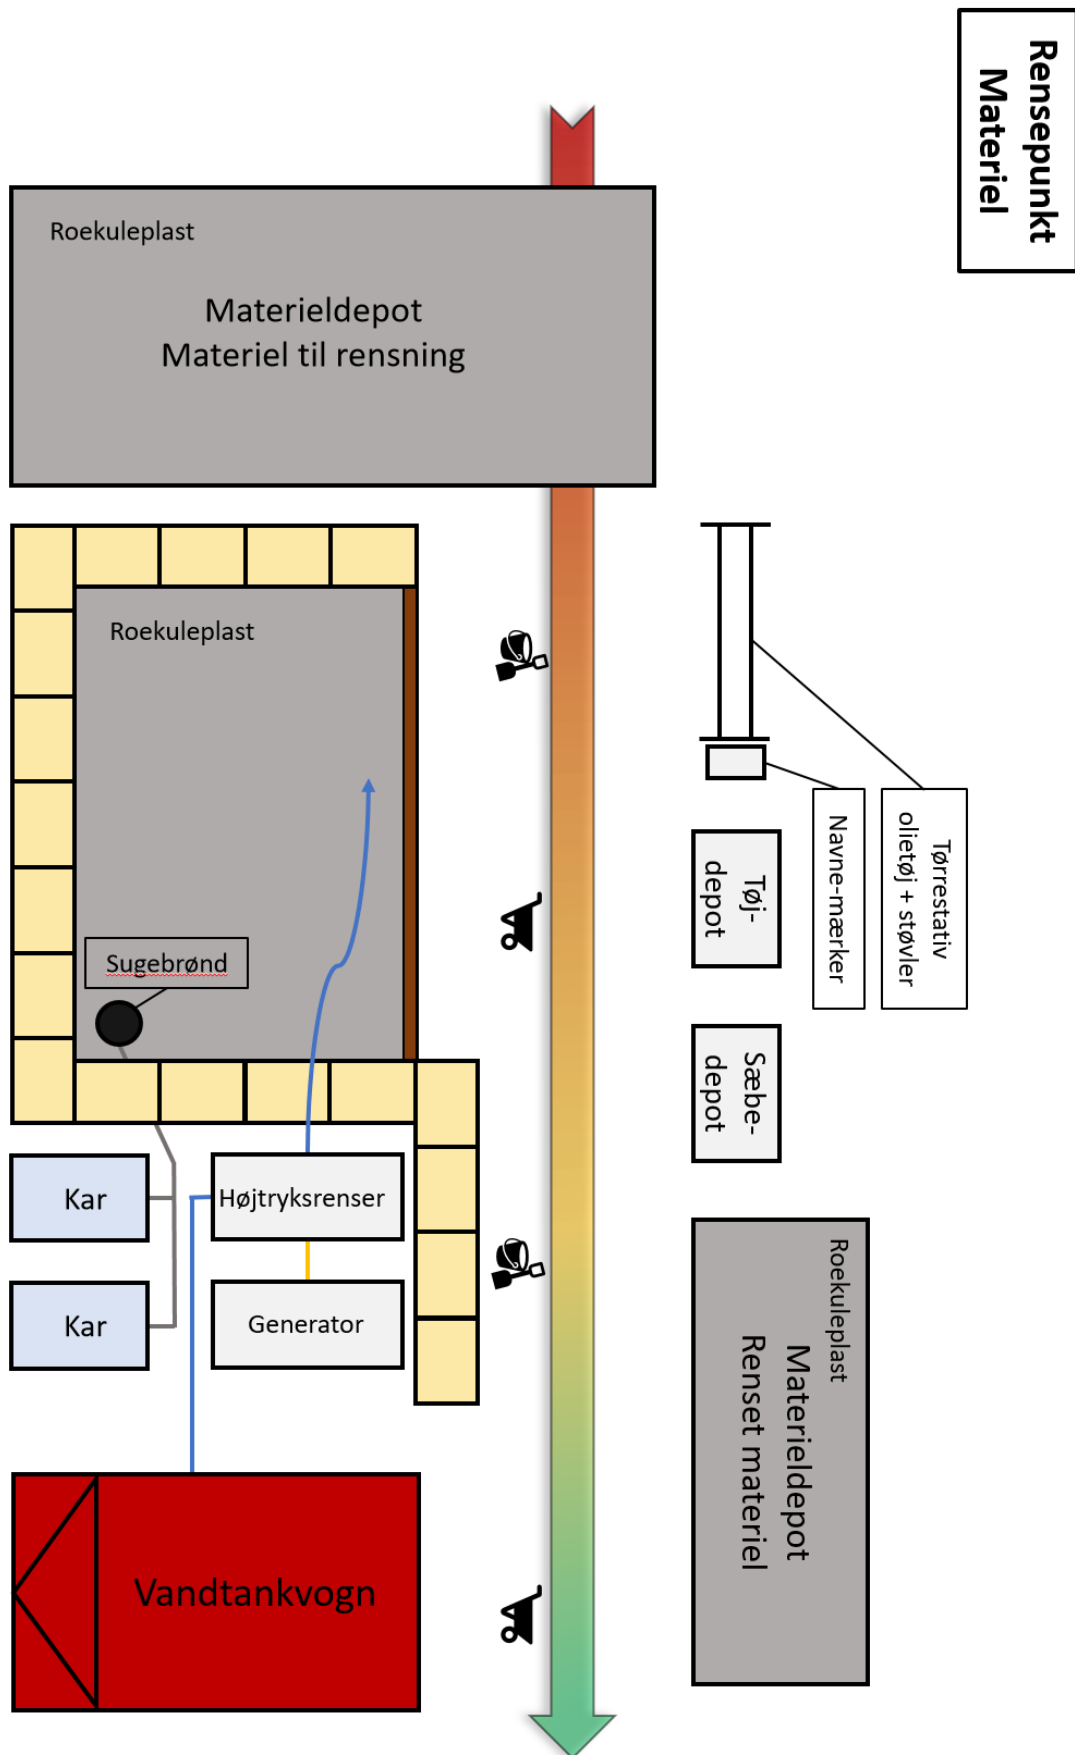 Rensepunkt
Materiel
Roekuleplast
Materieldepot
Materiel til rensning
Roekuleplast
Sugebrønd
Tørrestativ
olietøj + støvler
Navne-mærker
Tøj-
depot
Sæbe-
depot
Kar
Højtryksrenser
Kar
Generator
Roekuleplast
Materieldepot
Renset materiel
Vandtankvogn